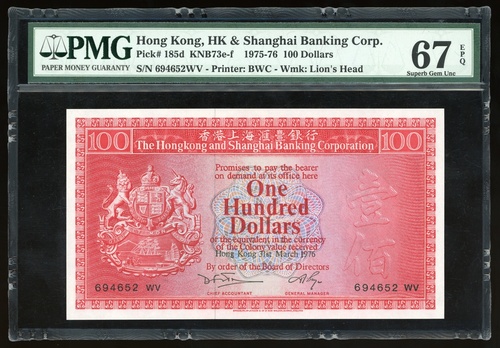 PMG
PAPER MONEY GUARANTY
Hong Kong, HK & Shanghai Banking Corp.
Pick# 185d KNB73e-f 1975-76 100 Dollars
S/N 694652WV - Printer: BWC - Wmk: Lion's Head
67 EPQ
Superb Gem Unc
100
香港上海滙豐銀行
100
The Hongkong and Shanghai Banking Corporation
Promises to pay the bearer
on demand at its office here
One
Hundred
Dollars
or the equivalent in the currency
of the Colony value received
Hong Kong 31st March 1976
By order of the Board of Directors
CHIEF ACCOUNTANT
GENERAL MANAGER
694652 WV
694652 WV
壹
佰